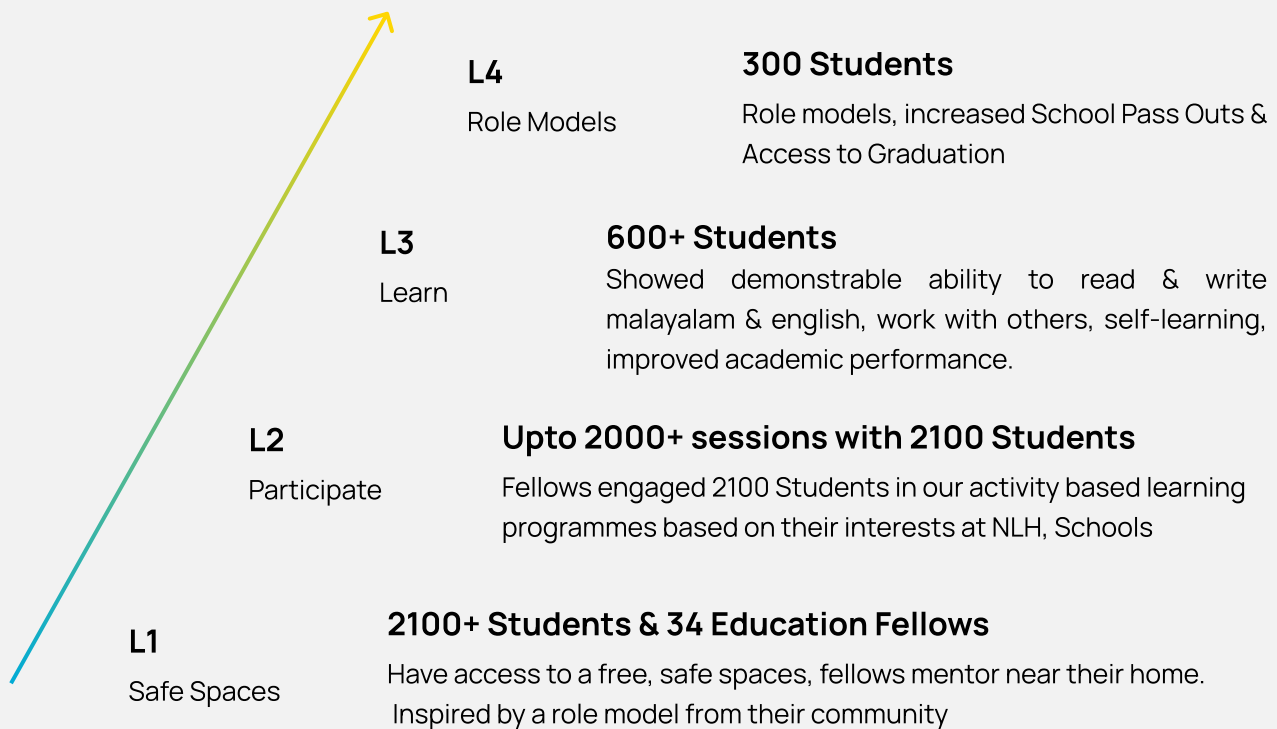 L4
Role Models
300 Students
Role models, increased School Pass Outs &
Access to Graduation
L3
Learn
600+ Students
Showed demonstrable ability to read & write
malayalam & english, work with others, self-learning,
improved academic performance.
L2
Participate
Upto 2000+ sessions with 2100 Students
Fellows engaged 2100 Students in our activity based learning
programmes based on their interests at NLH, Schools
L1
Safe Spaces
2100+ Students & 34 Education Fellows
Have access to a free, safe spaces, fellows mentor near their home.
Inspired by a role model from their community